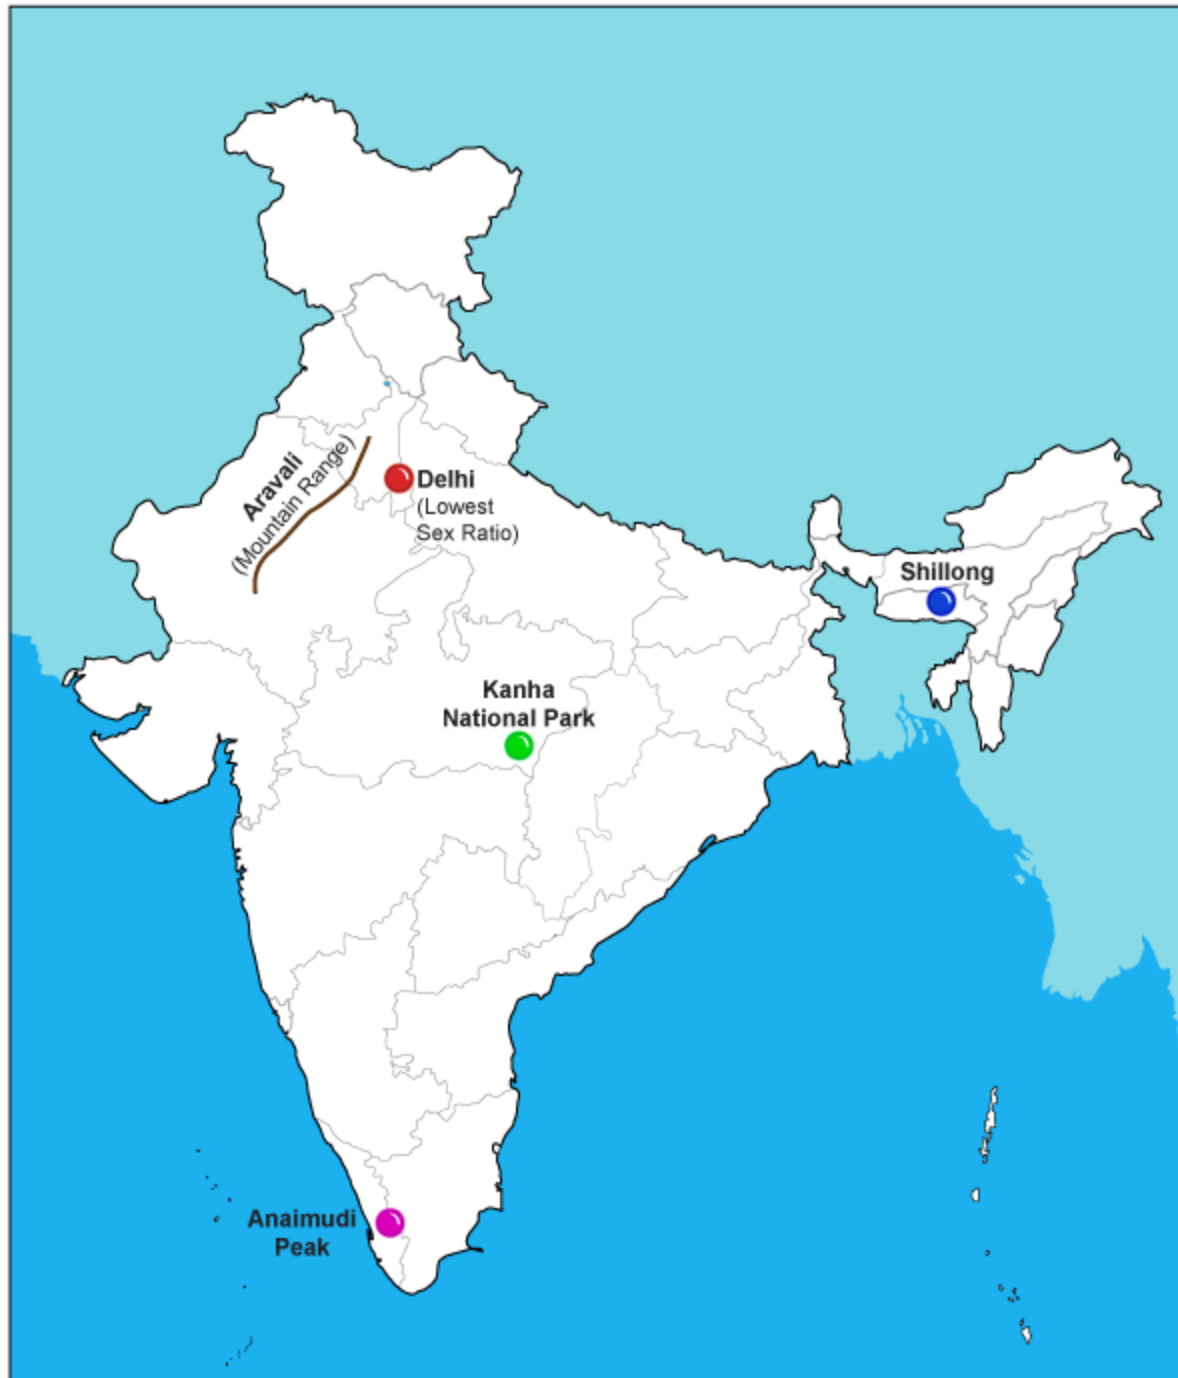 Aravali
(Mountain Range)
Delhi
(Lowest
Sex Ratio)
Shillong
Kanha
National Park
Anaimudi
Peak